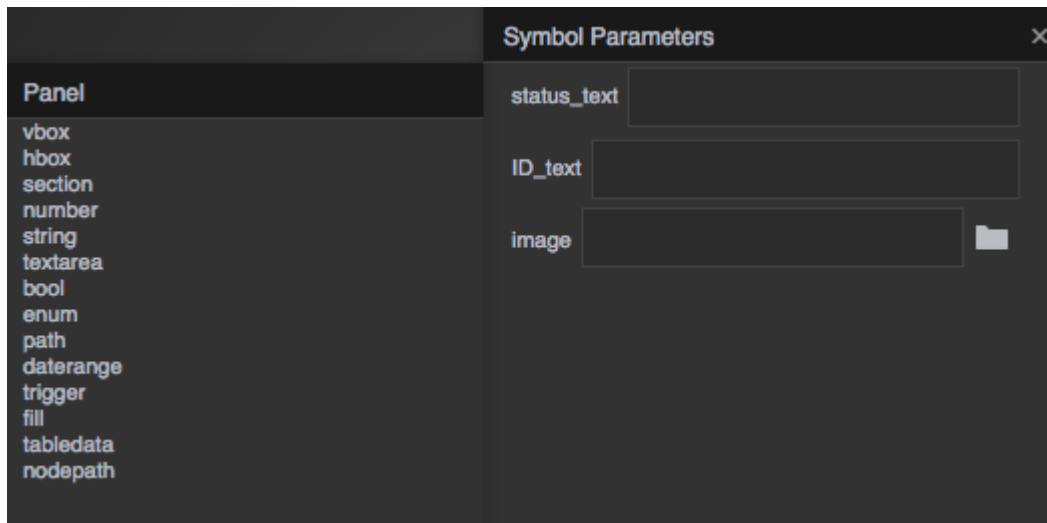 Symbol Parameters
Panel
vbox
hbox
section
number
string
textarea
bool
enum
path
daterange
trigger
fill
tabledata
nodepath
status_text
ID_text
image